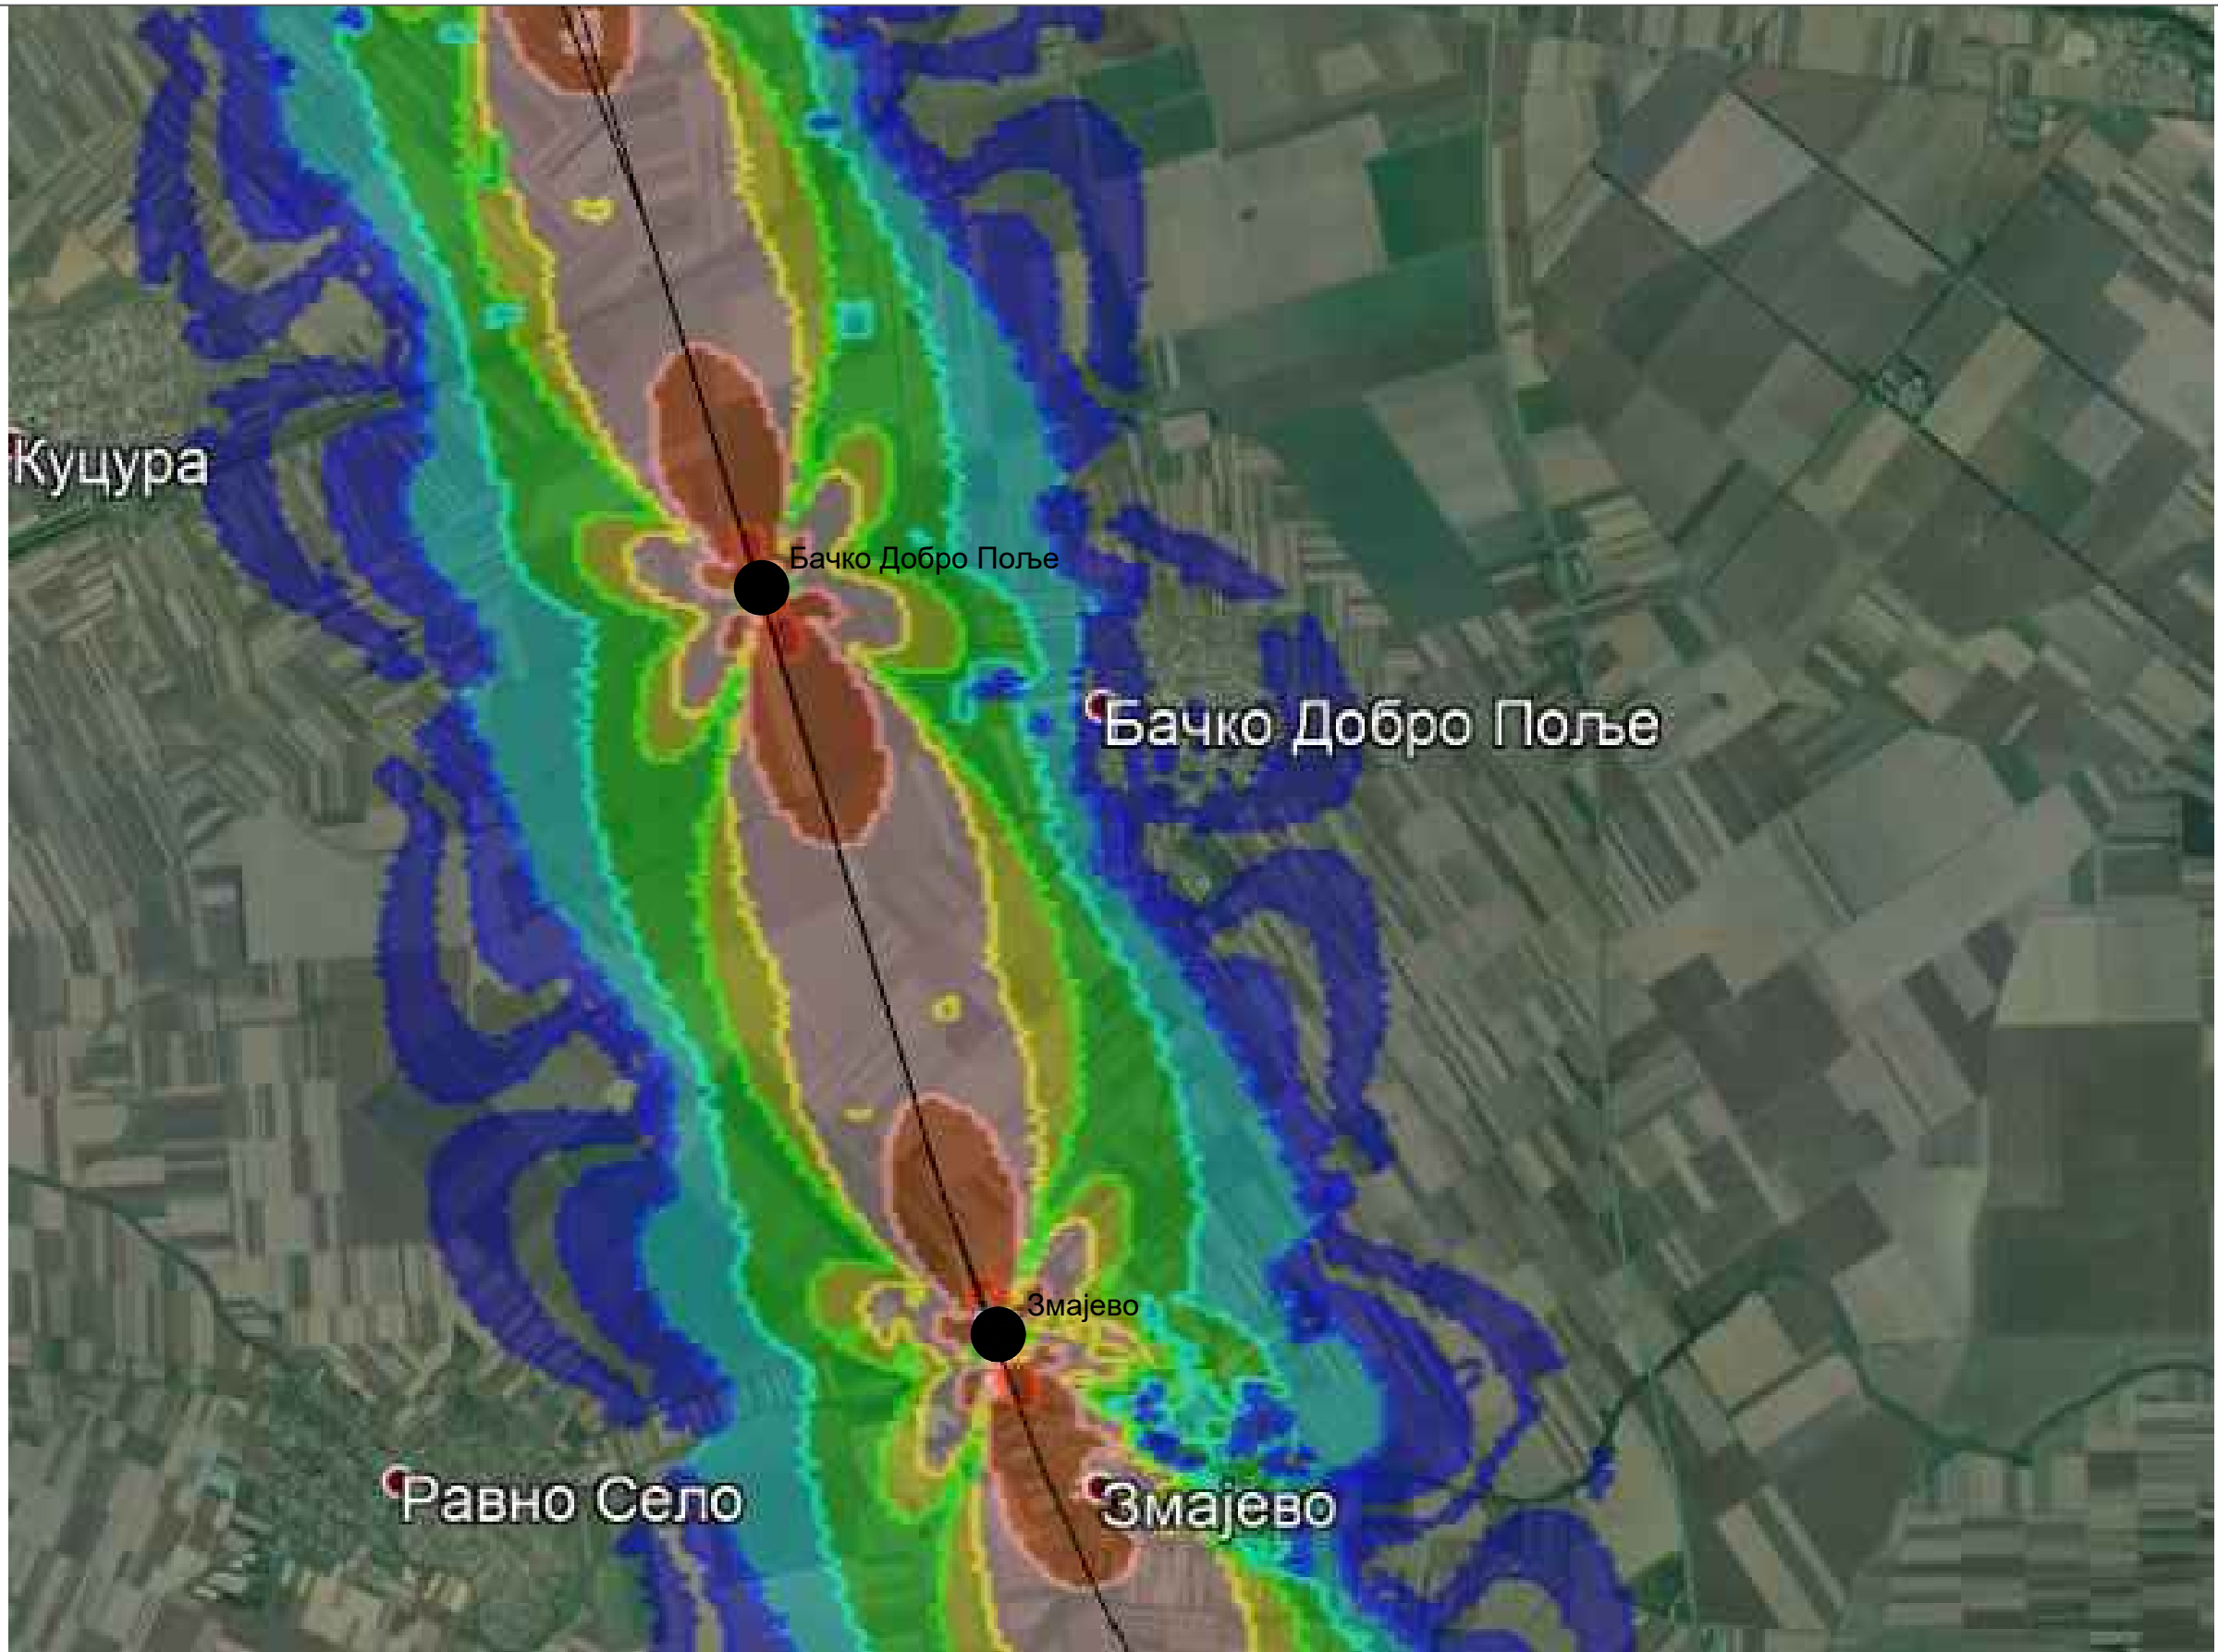 Куцура
Бачко Добро Поље
Бачко Добро Поље
Змајево
Равно Село
Змајево